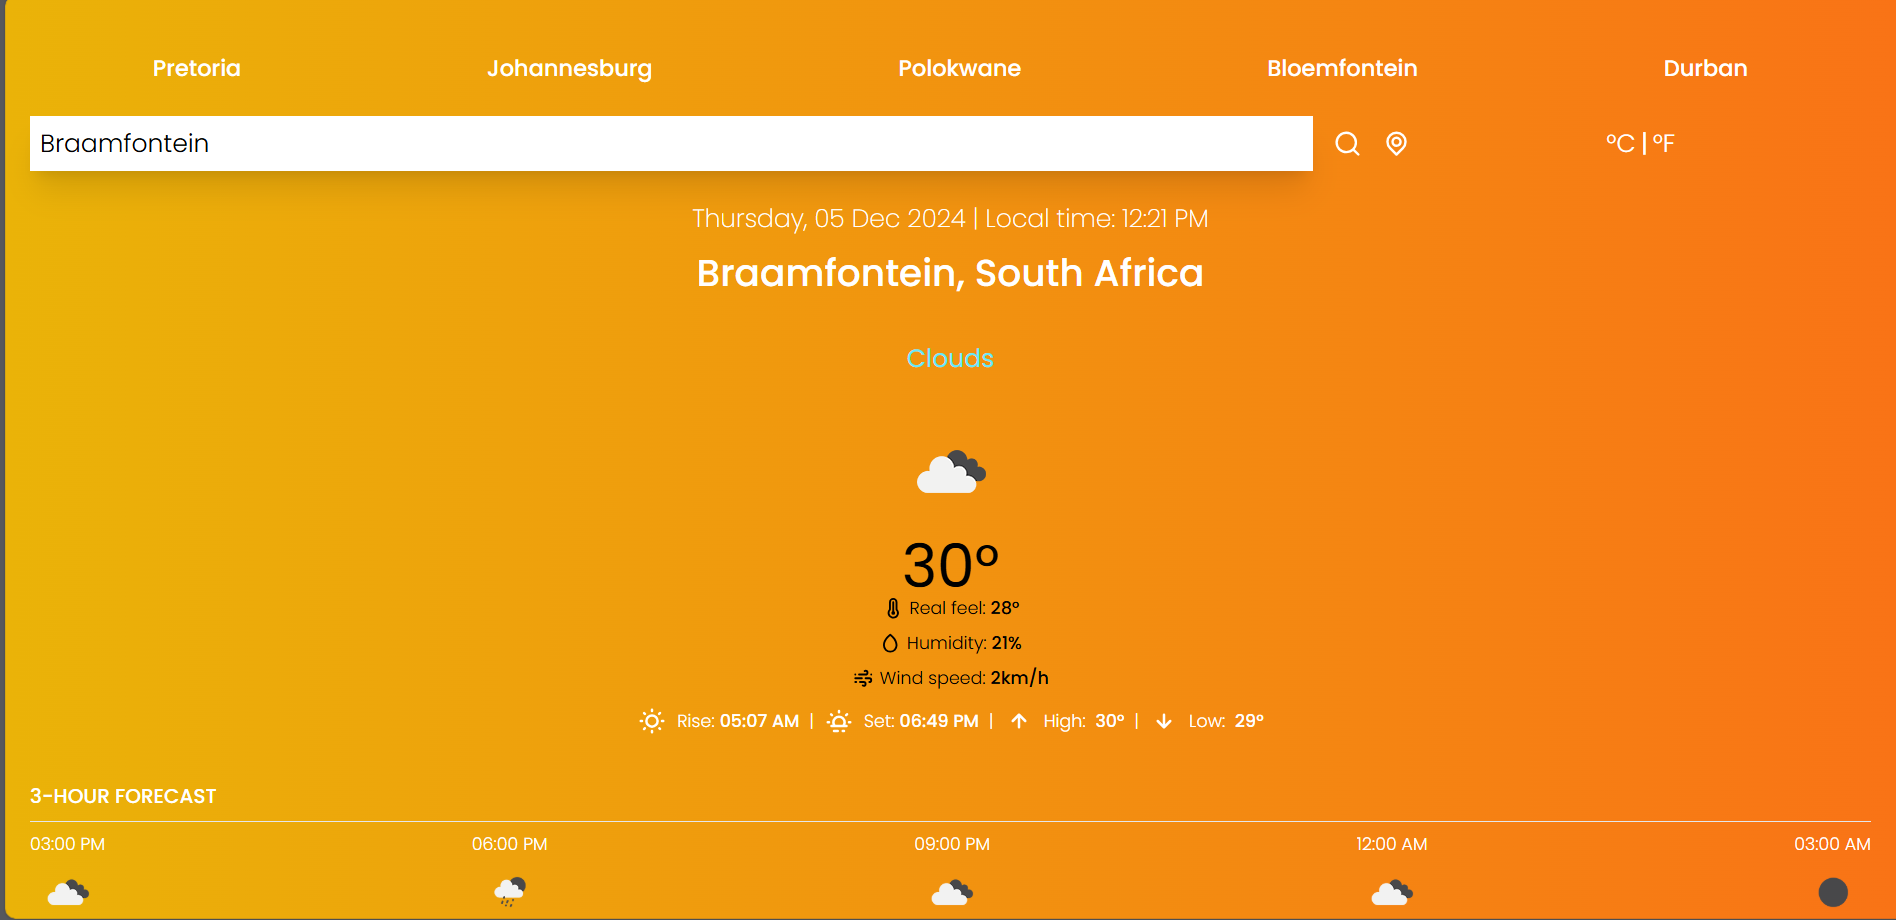 Pretoria Johannesburg Polokwane Bloemfontein Durban
Braamfontein °C | °F
Thursday, 05 Dec 2024 | Local time: 12:21 PM
Braamfontein, South Africa
Clouds
30°
Real feel: 28°
Humidity: 21%
Wind speed: 2km/h
Rise: 05:07 AM | Set: 06:49 PM | High: 30° | Low: 29°
3-HOUR FORECAST
03:00 PM 06:00 PM 09:00 PM 12:00 AM 03:00 AM